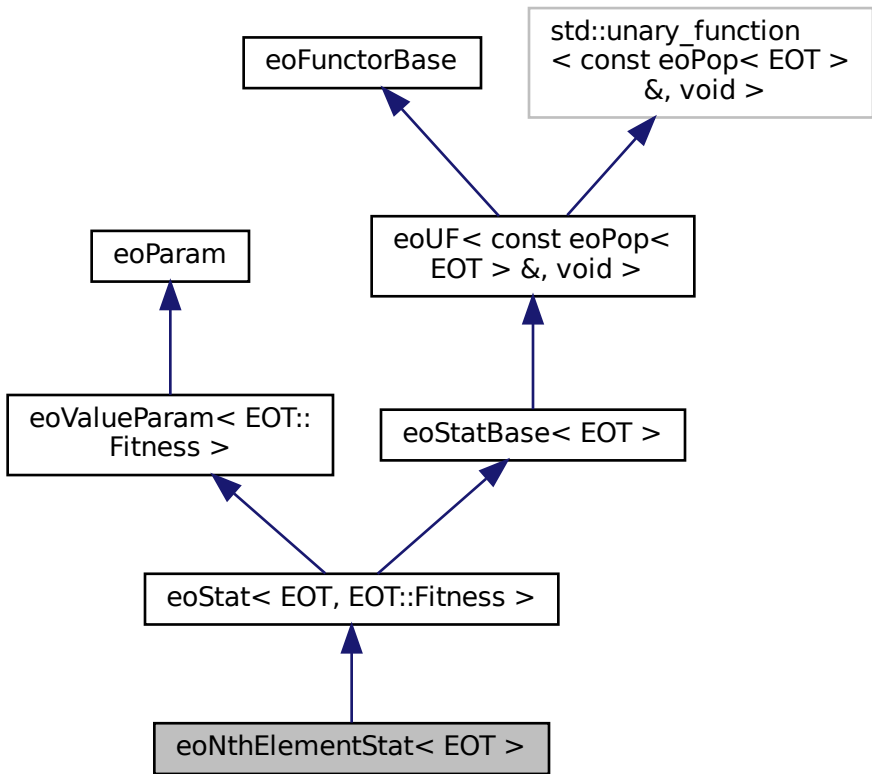 std::unary_function
< const eoPop< EOT >
&, void >
eoFunctorBase
eoUF< const eoPop<
EOT > &, void >
eoParam
eoValueParam< EOT::
Fitness >
eoStatBase< EOT >
eoStat< EOT, EOT::Fitness >
eoNthElementStat< EOT >